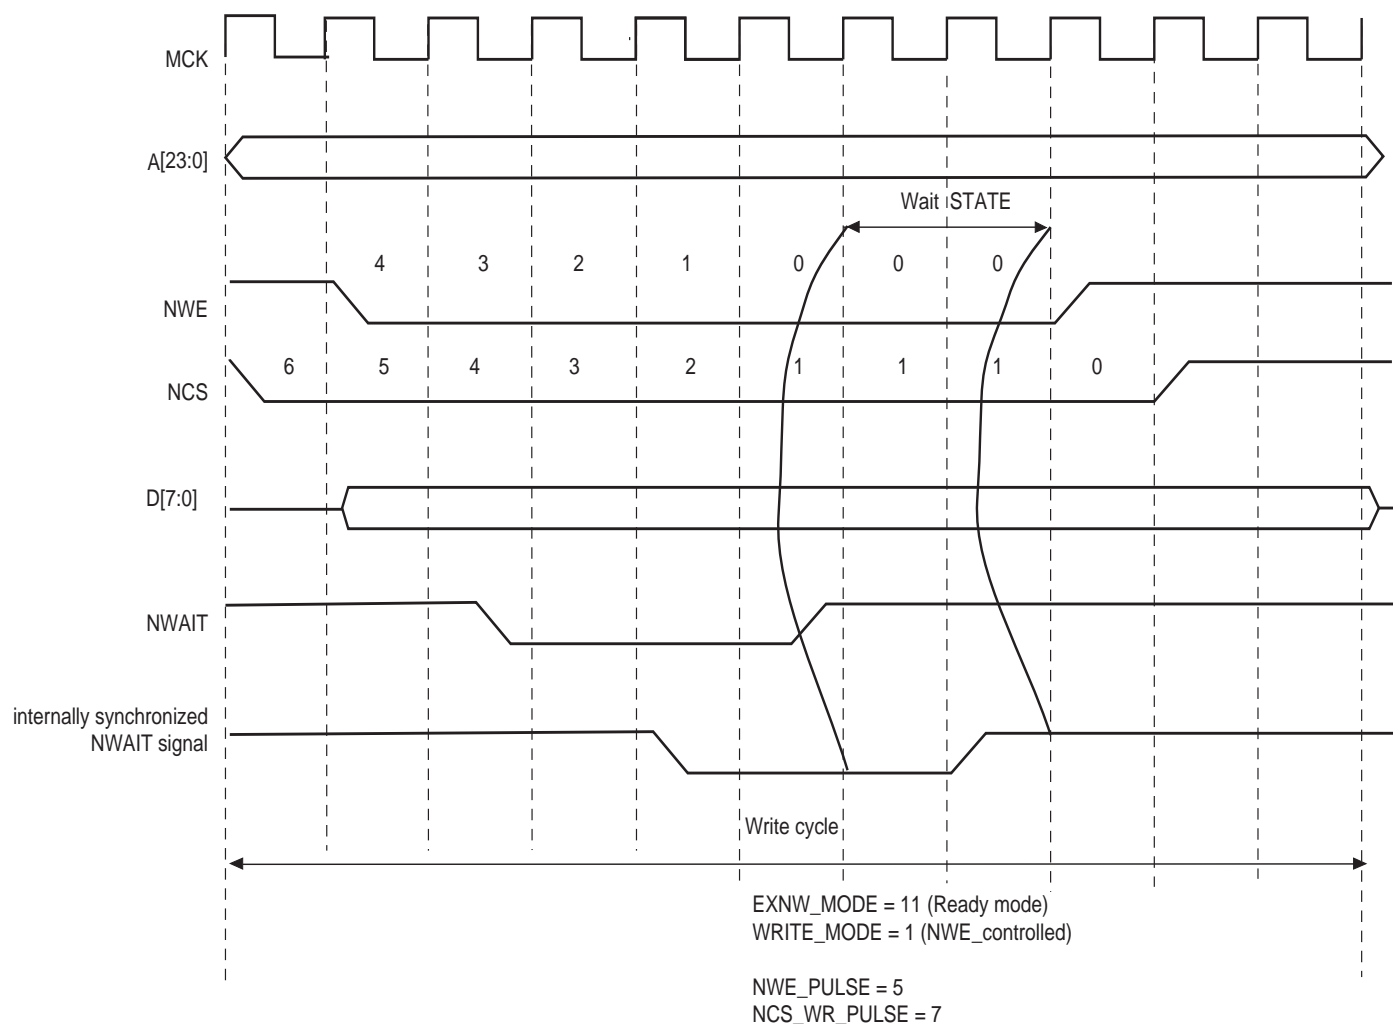 MCK
A[23:0]
Wait STATE
4 3 2 1 0 0 0
NWE
6 5 4 3 2 1 1 1 0
NCS
D[7:0]
NWAIT
internally synchronized
NWAIT signal
Write cycle
EXNW_MODE = 11 (Ready mode)
WRITE_MODE = 1 (NWE_controlled)
NWE_PULSE = 5
NCS_WR_PULSE = 7